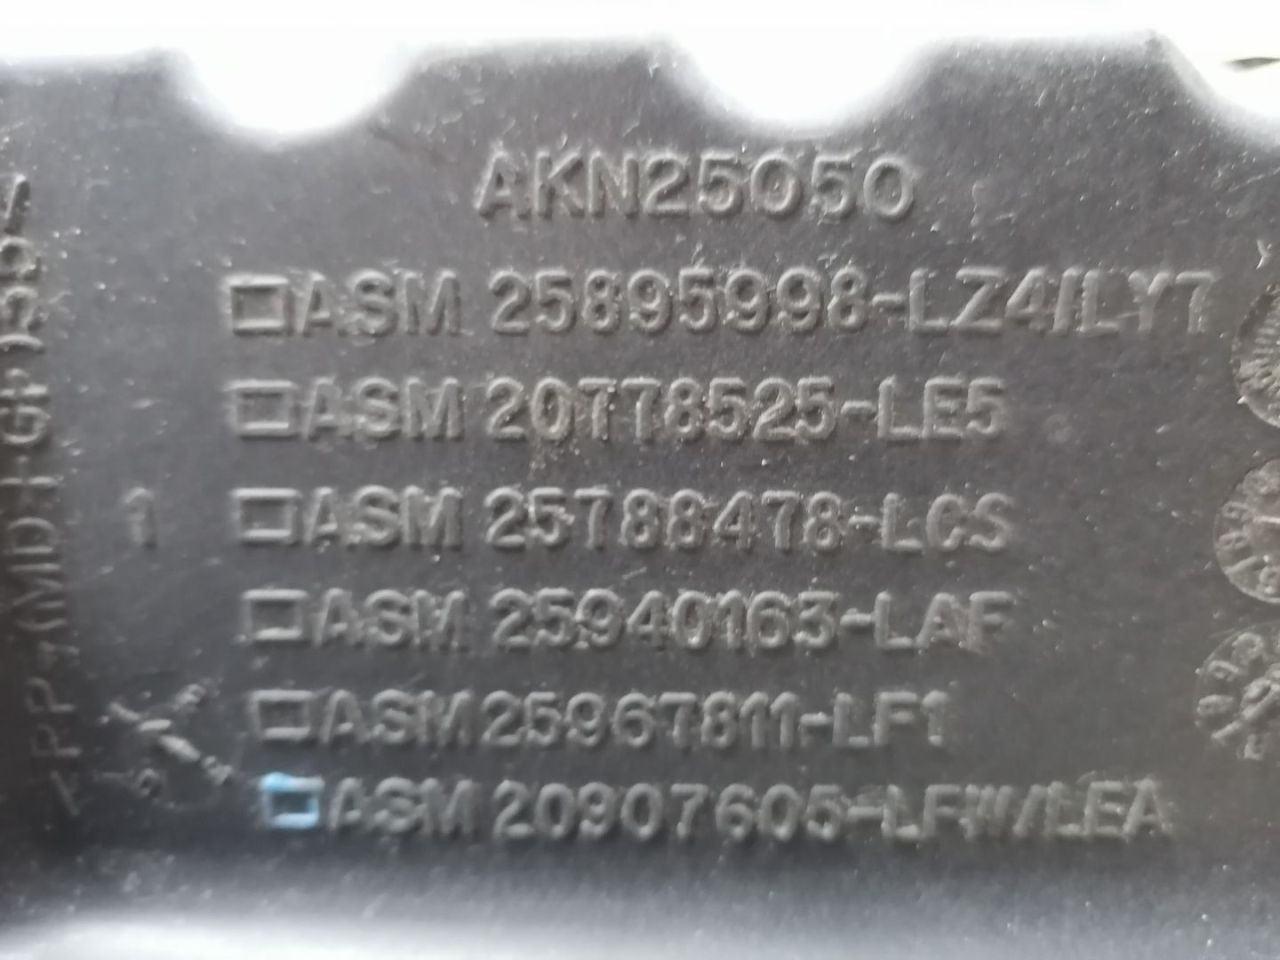 AKN25050
ASM 25895998-LZ4/LY7
ASM 20778525-LE5
1
ASM 25788478-LCS
ASM 25940163-LAF
ASM 25967811-LF1
ASM 20907605-LFW/LEA